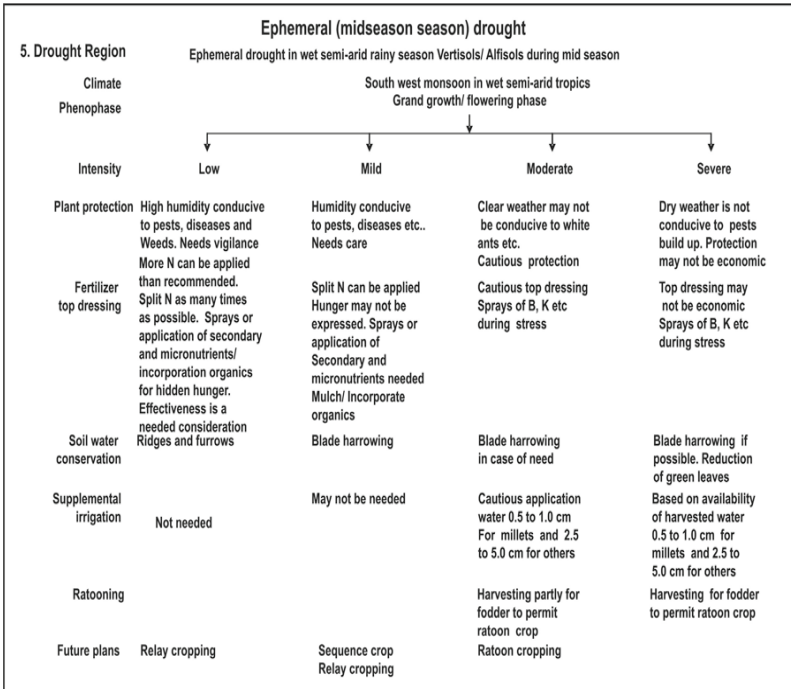 Ephemeral (midseason season) drought
5. Drought Region
Ephemeral drought in wet semi-arid rainy season Vertisols/ Alfisols during mid season
Climate
South west monsoon in wet semi-arid tropics
Phenophase
Grand growth/ flowering phase
Intensity
Low
Mild
Moderate
Severe
Plant protection
High humidity conducive
to pests, diseases and
Weeds. Needs vigilance
Humidity conducive
to pests, diseases etc..
Needs care
Clear weather may not
be conducive to white
ants etc.
Cautious protection
Dry weather is not
conducive to pests
build up. Protection
may not be economic
Fertilizer
top dressing
More N can be applied
than recommended.
Split N as many times
as possible. Sprays or
application of secondary
and micronutrients/
incorporation organics
for hidden hunger.
Effectiveness is a
needed consideration
Split N can be applied
Hunger may not be
expressed. Sprays or
application of
Secondary and
micronutrients needed
Mulch/ Incorporate
organics
Cautious top dressing
Sprays of B, K etc
during stress
Top dressing may
not be economic
Sprays of B, K etc
during stress
Soil water
conservation
Ridges and furrows
Blade harrowing
Blade harrowing
in case of need
Blade harrowing if
possible. Reduction
of green leaves
Supplemental
irrigation
Not needed
May not be needed
Cautious application
water 0.5 to 1.0 cm
For millets and 2.5
to 5.0 cm for others
Based on availability
of harvested water
0.5 to 1.0 cm for
millets and 2.5 to
5.0 cm for others
Ratooning
Harvesting partly for
fodder to permit
ratoon crop
Harvesting for fodder
to permit ratoon crop
Future plans
Relay cropping
Sequence crop
Relay cropping
Ratoon cropping